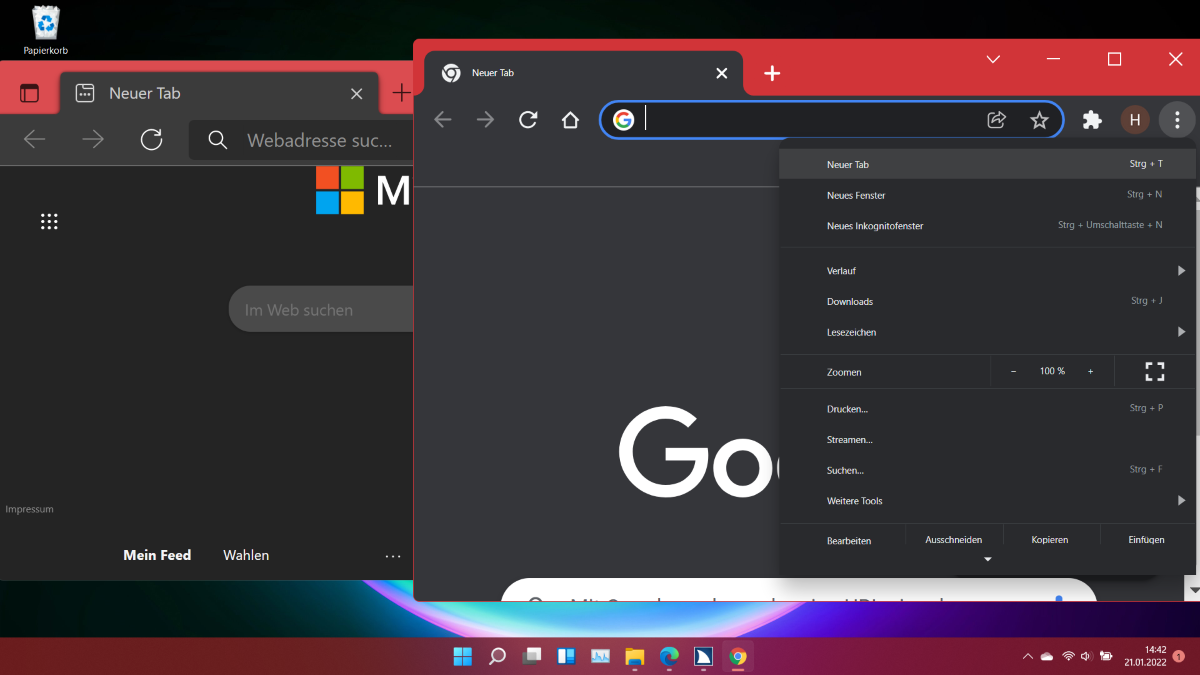 Papierkorb
Neuer Tab
Webadresse suc...
M
Im Web suchen
Impressum
Mein Feed
Wahlen
...
Neuer Tab
H
Neuer Tab Strg + T
Neues Fenster Strg + N
Neues Inkognitofenster Strg + Umschalttaste + N
Verlauf
Downloads Strg + J
Lesezeichen
Zoomen - 100 % +
Drucken... Strg + P
Streamen...
Suchen... Strg + F
Weitere Tools
Bearbeiten Ausschneiden Kopieren Einfügen
Goo
14:42
21.01.2022
1